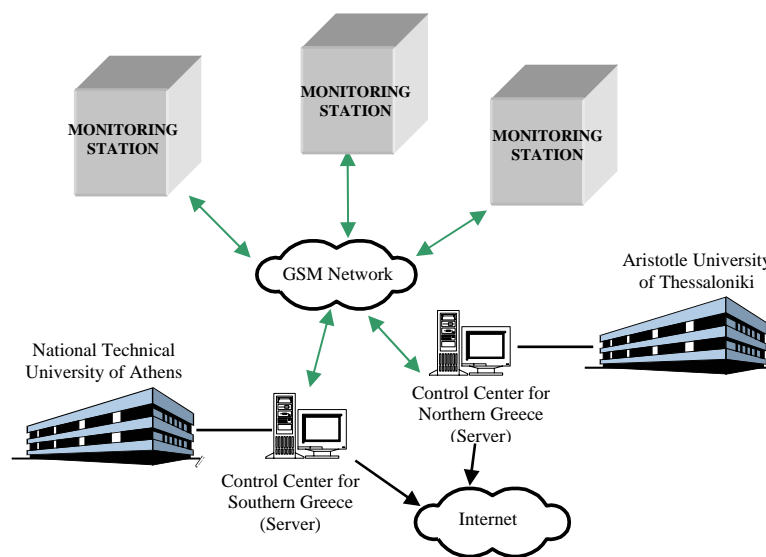 MONITORING
STATION
MONITORING
STATION
MONITORING
STATION
GSM Network
Aristotle University
of Thessaloniki
National Technical
University of Athens
Control Center for
Northern Greece
(Server)
Control Center for
Southern Greece
(Server)
Internet